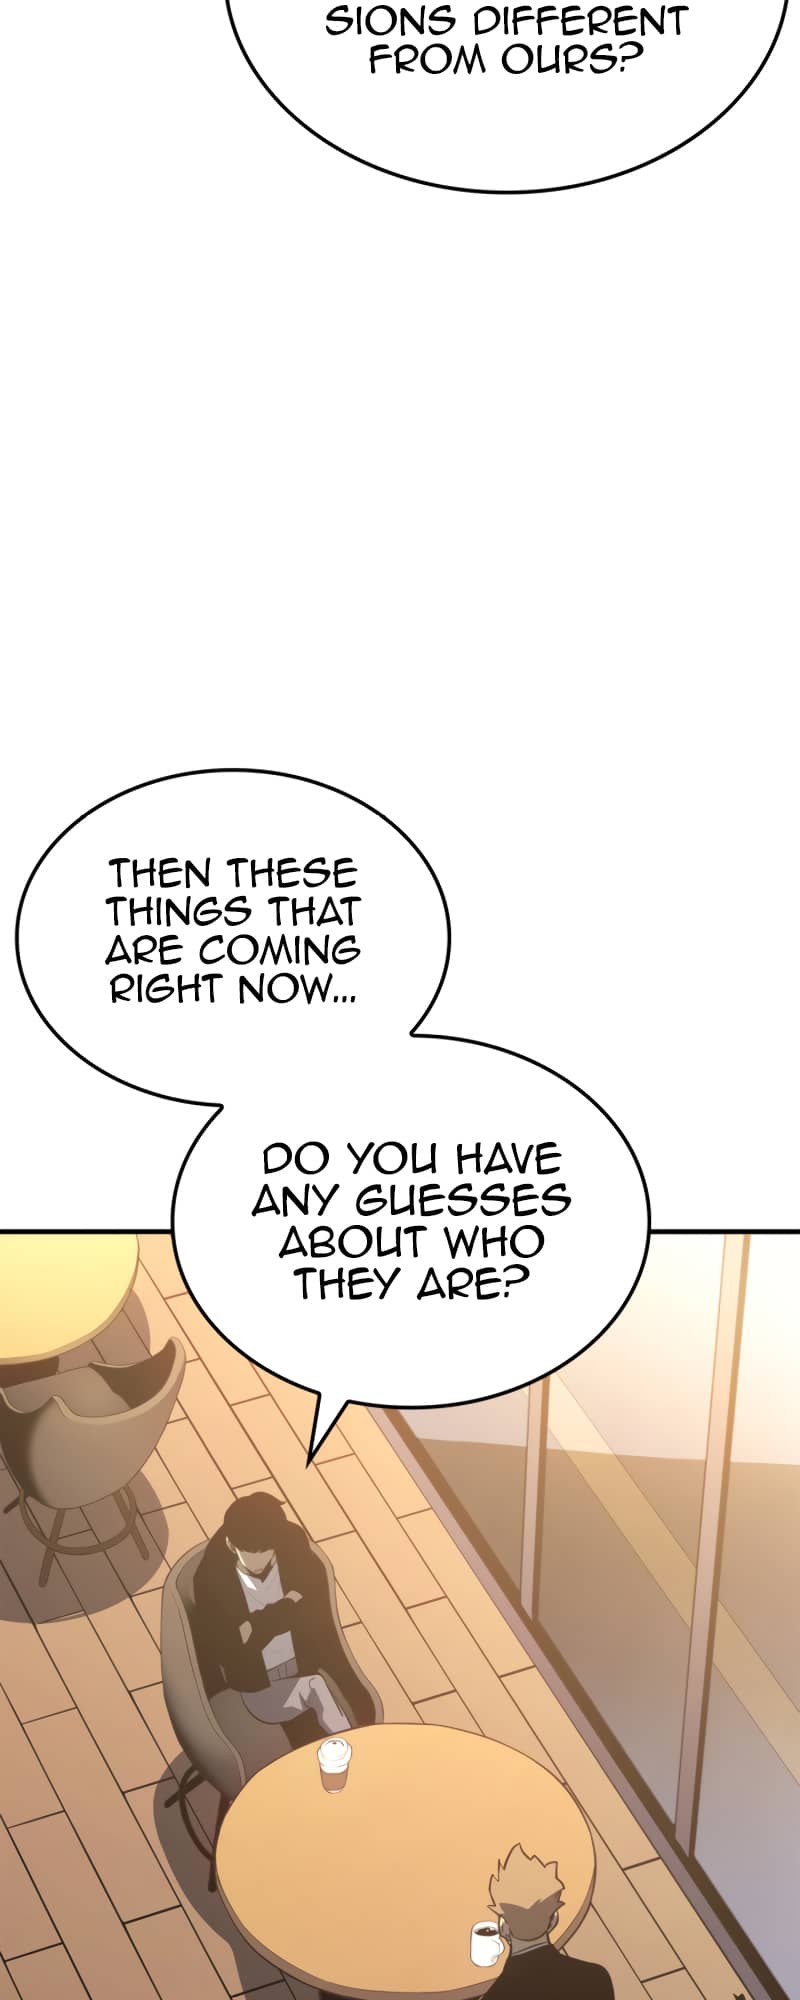 SIONS DIFFERENT
FROM OURS?
THEN THESE
THINGS THAT
ARE COMING
RIGHT NOW...
DO YOU HAVE
ANY GUESSES
ABOUT WHO
THEY ARE?